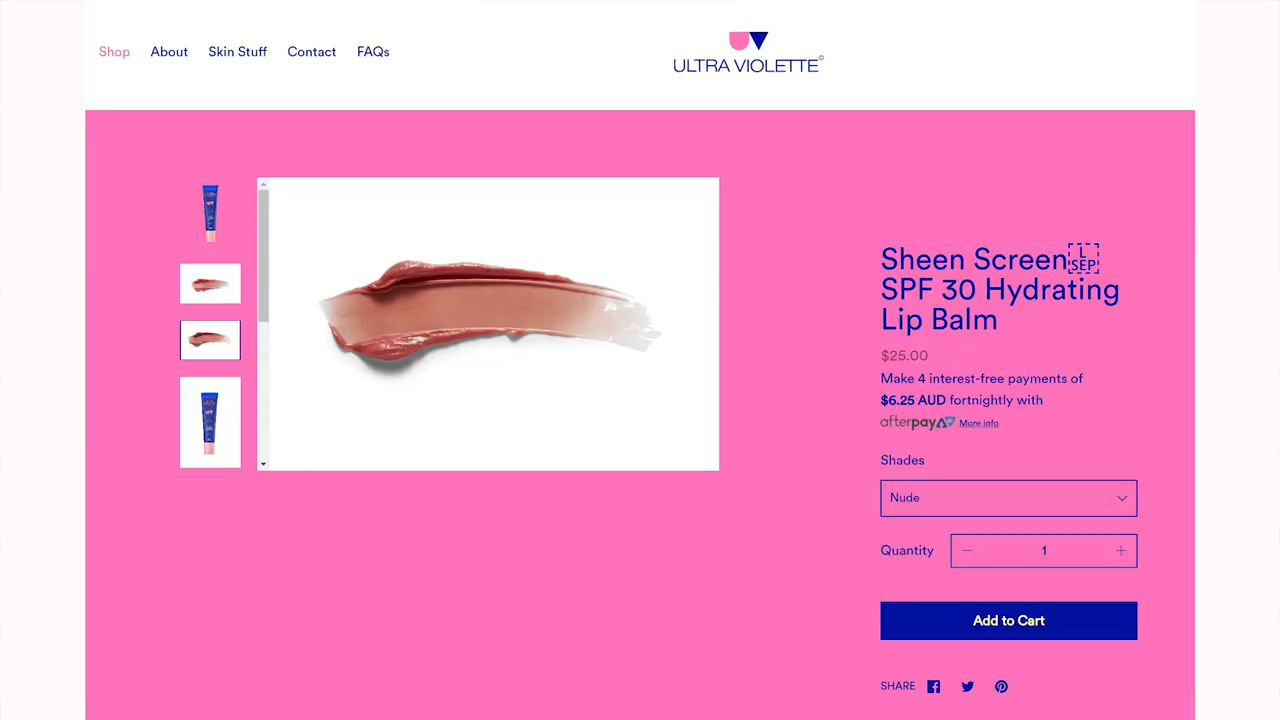 Shop About Skin Stuff Contact FAQs
ULTRA VIOLETTE©
Sheen Screen L SEP
SPF 30 Hydrating
Lip Balm
$25.00
Make 4 interest-free payments of
$6.25 AUD fortnightly with
afterpay More info
Shades
Nude
Quantity 1
Add to Cart
SHARE